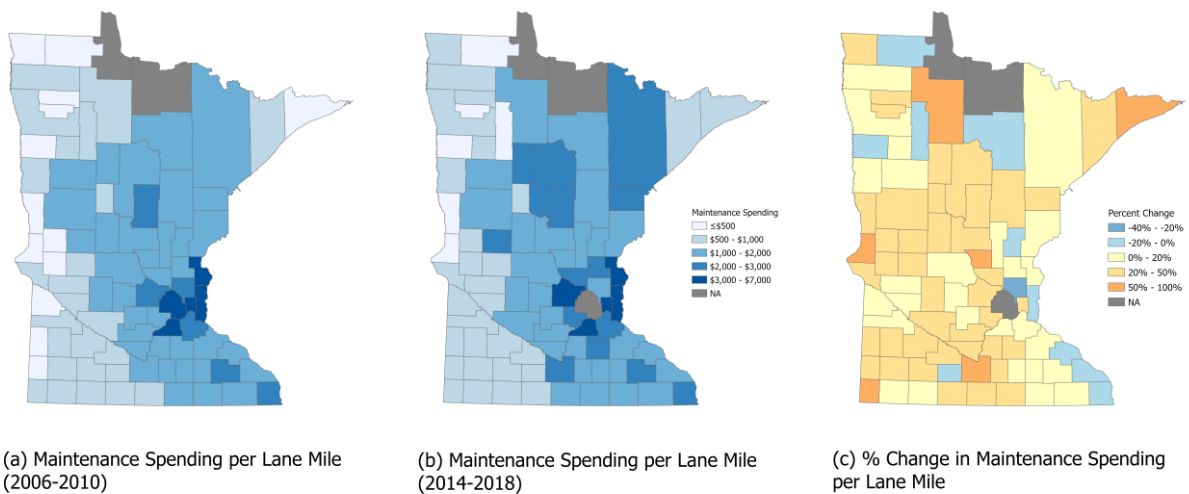 Maintenance Spending
≤$500
$500 - $1,000
$1,000 - $2,000
$2,000 - $3,000
$3,000 - $7,000
NA
Percent Change
-40% - -20%
-20% - 0%
0% - 20%
20% - 50%
50% - 100%
NA
(a) Maintenance Spending per Lane Mile
(2006-2010)
(b) Maintenance Spending per Lane Mile
(2014-2018)
(c) % Change in Maintenance Spending
per Lane Mile